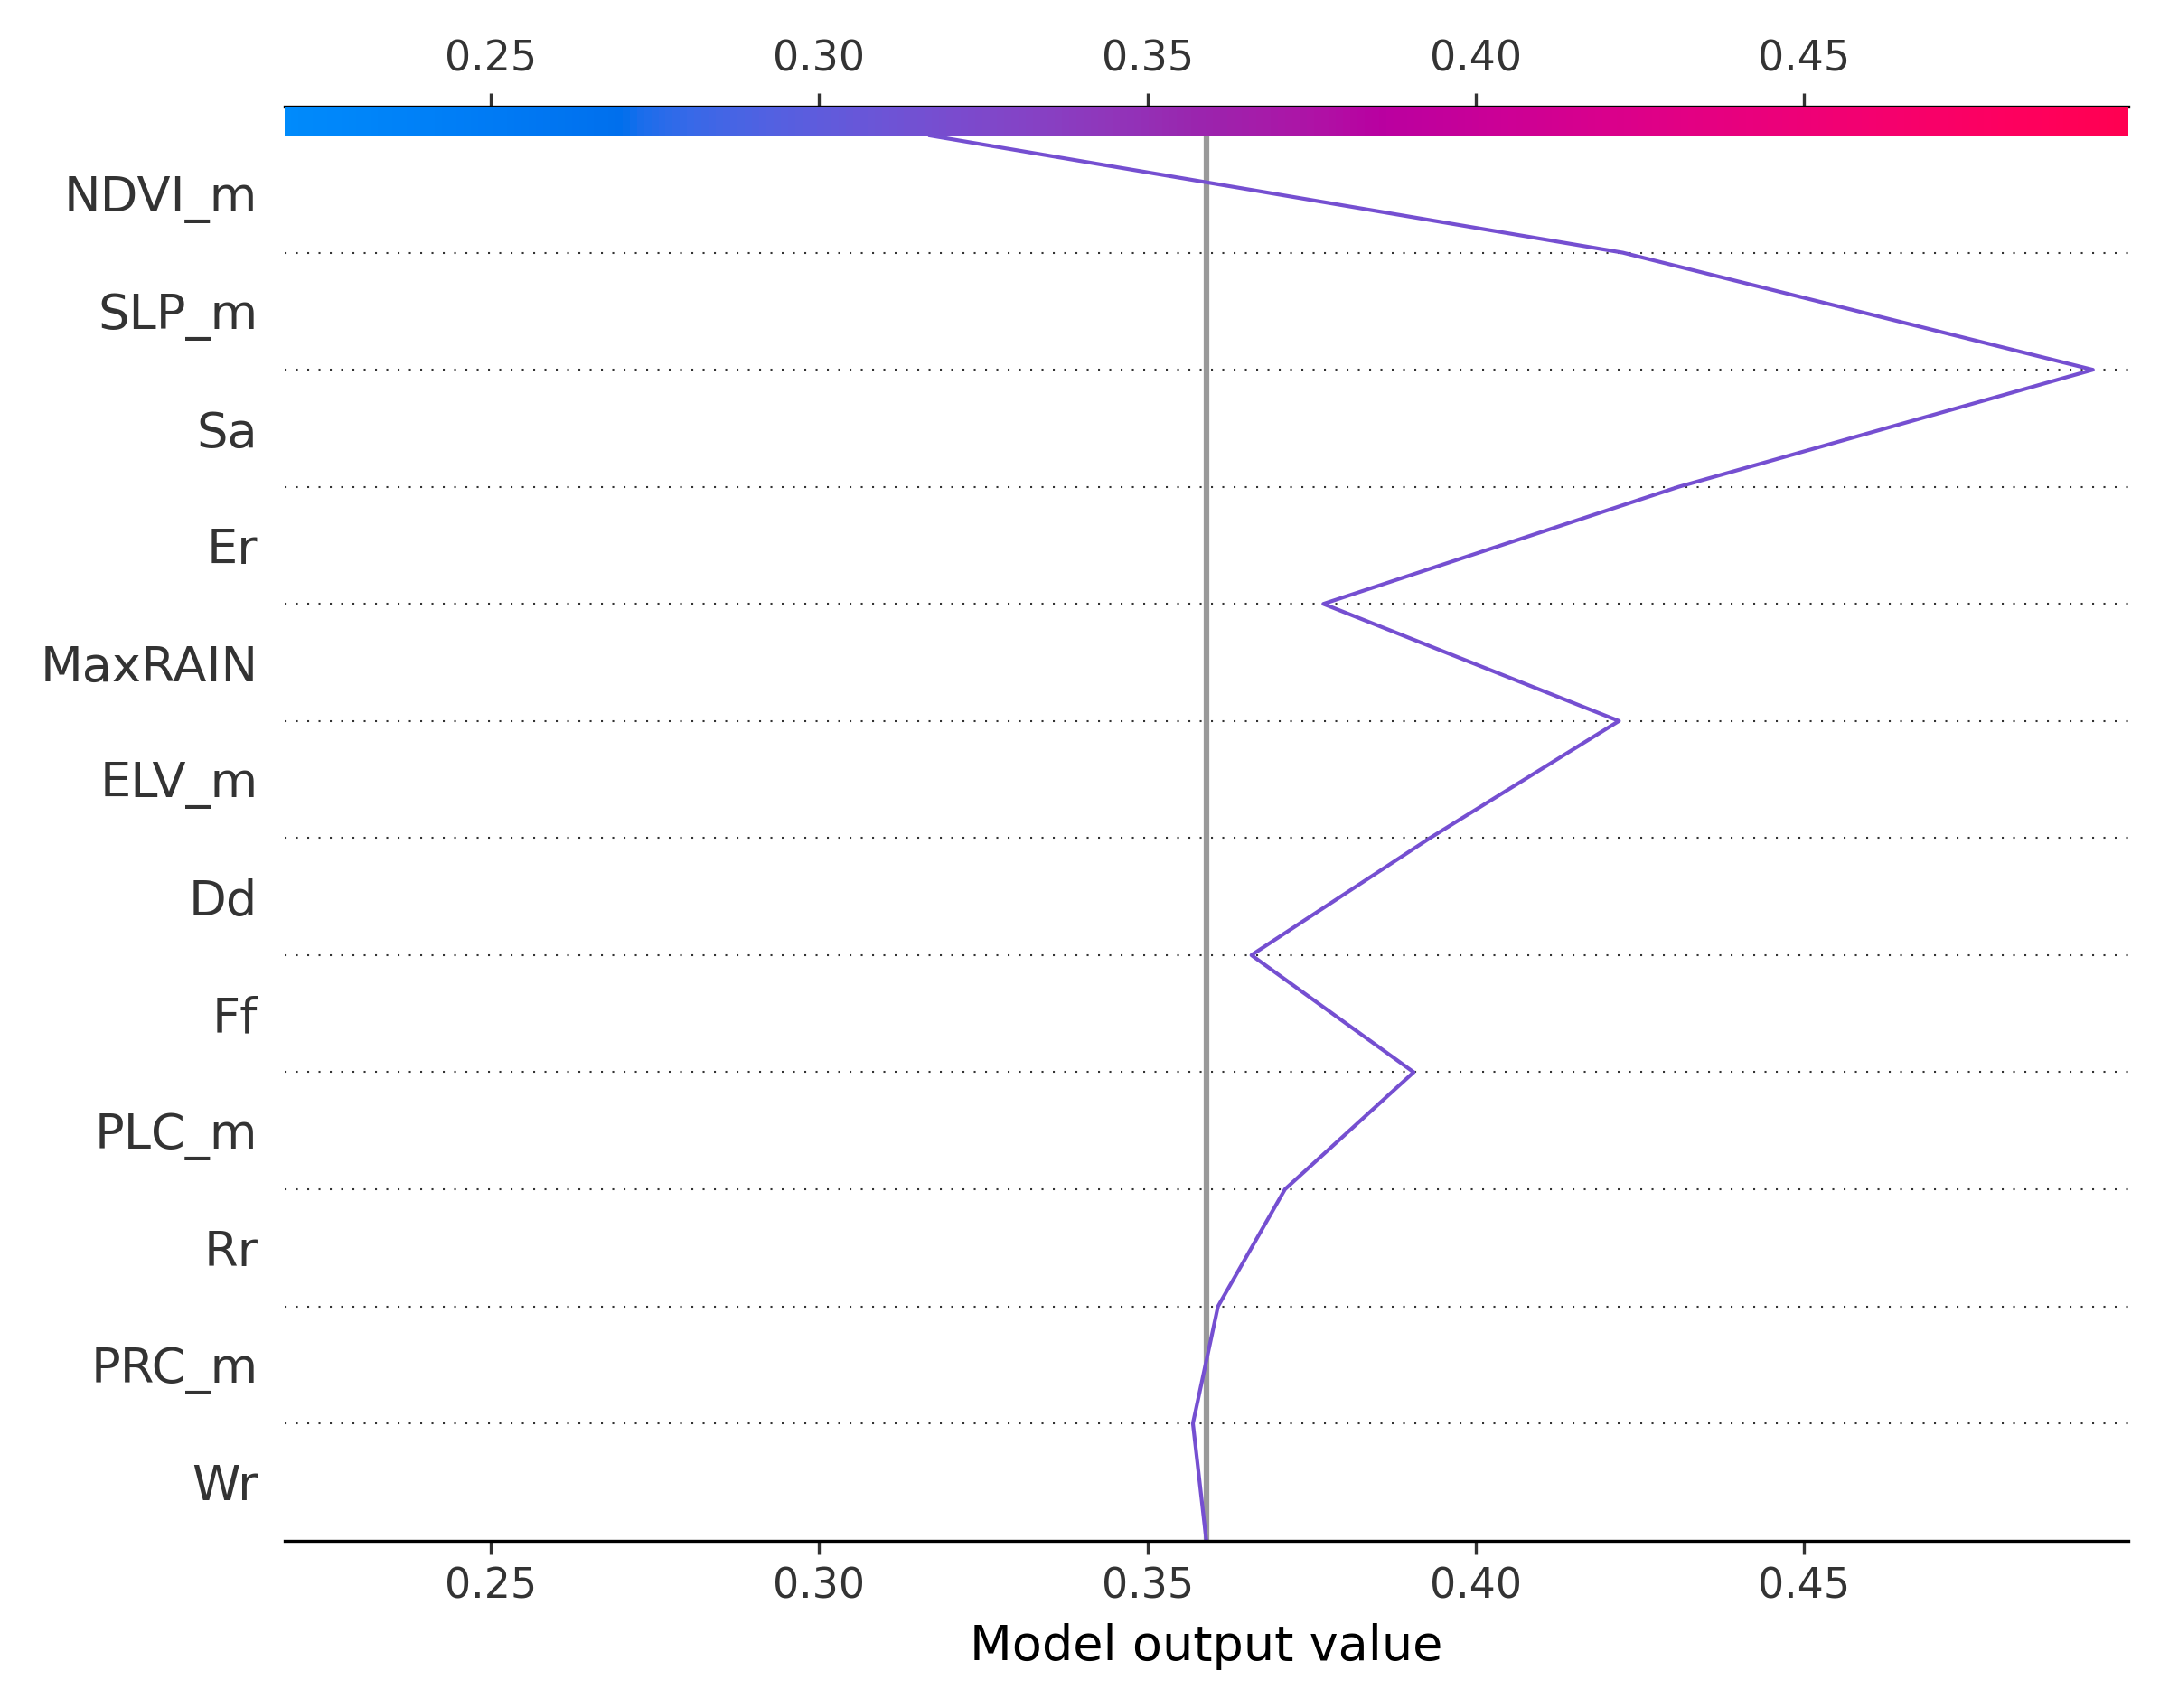 0.25 0.30 0.35 0.40 0.45
NDVI_m
SLP_m
Sa
Er
MaxRAIN
ELV_m
Dd
Ff
PLC_m
Rr
PRC_m
Wr
0.25 0.30 0.35 0.40 0.45
Model output value